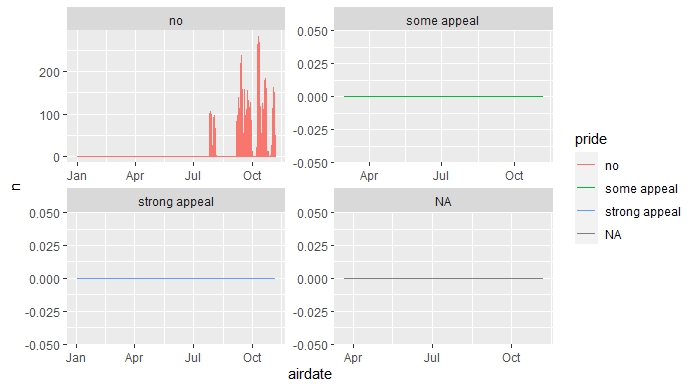 no
some appeal
200
100
0
0.050
0.025
0.000
-0.025
-0.050
Jan Apr Jul Oct
Apr Jul Oct
n
strong appeal
NA
0.050
0.025
0.000
-0.025
-0.050
0.050
0.025
0.000
-0.025
-0.050
Jan Apr Jul Oct
Apr Jul Oct
airdate
pride
no
some appeal
strong appeal
NA